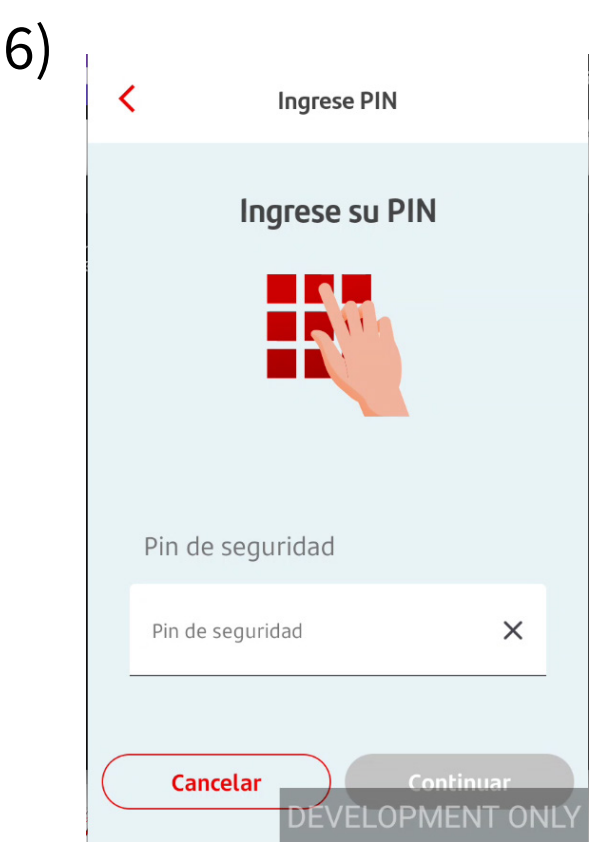 6)
Ingrese PIN
Ingrese su PIN
Pin de seguridad
Pin de seguridad
Cancelar
Continuar
DEVELOPMENT ONLY